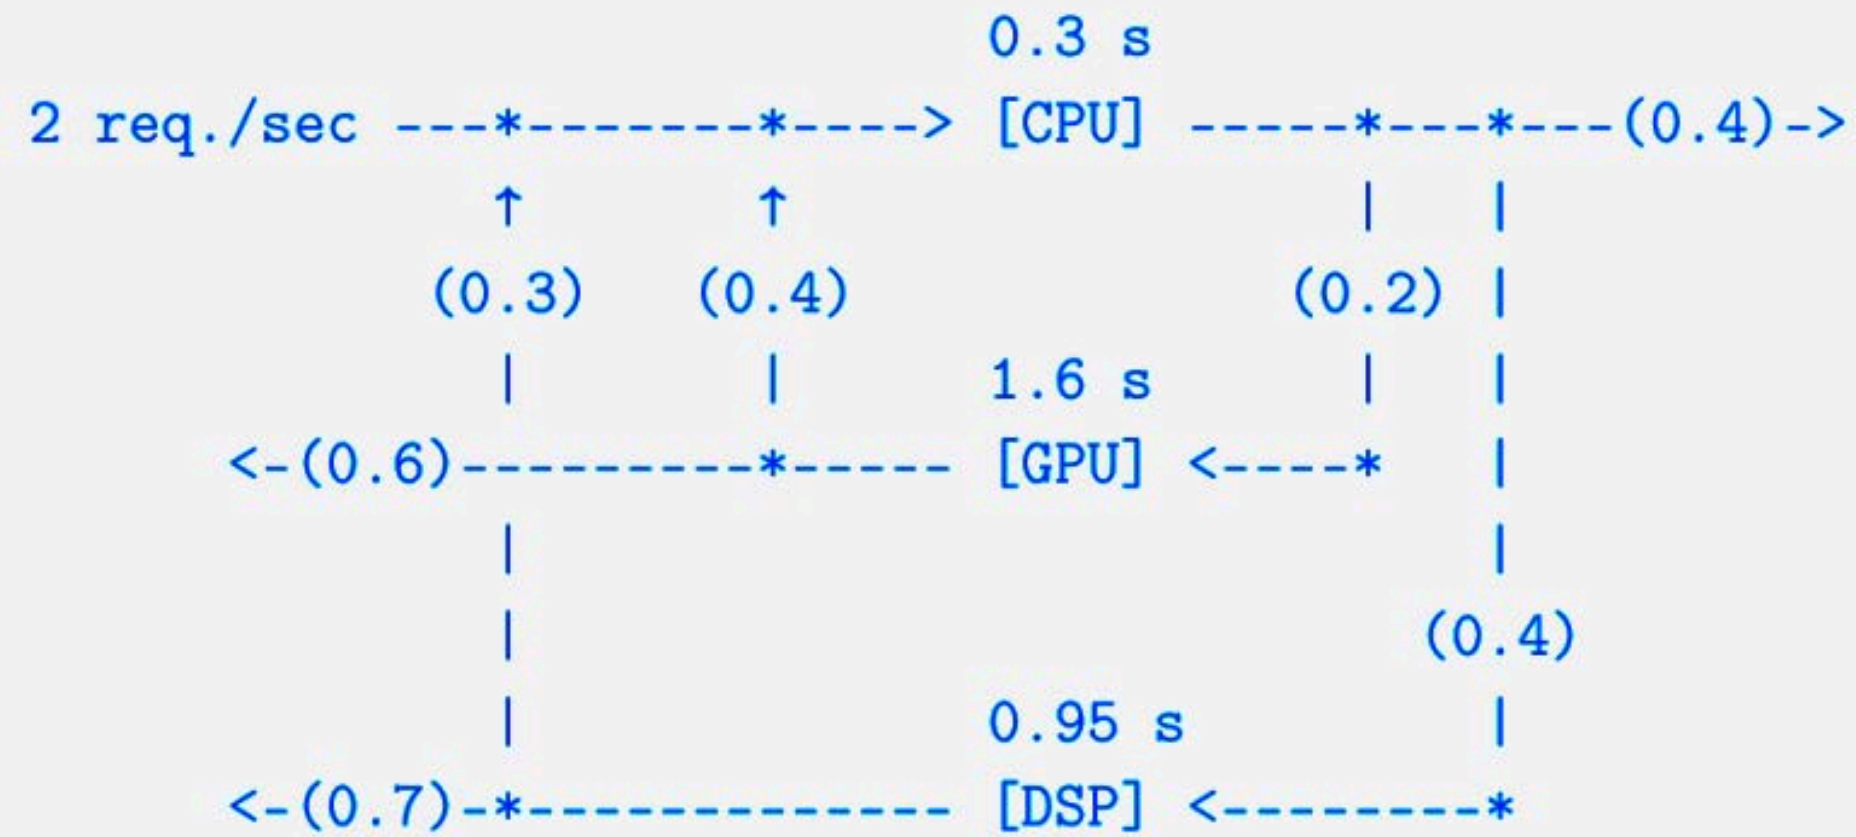 0.3 s
2 req./sec ---*-------*----> [CPU] -----*---*---(0.4)->
↑ ↑ | |
(0.3) (0.4) (0.2) |
| | 1.6 s | |
<-(0.6)---------*----- [GPU] <----* |
| |
| (0.4)
| 0.95 s |
<-(0.7)-*------------- [DSP] <--------*